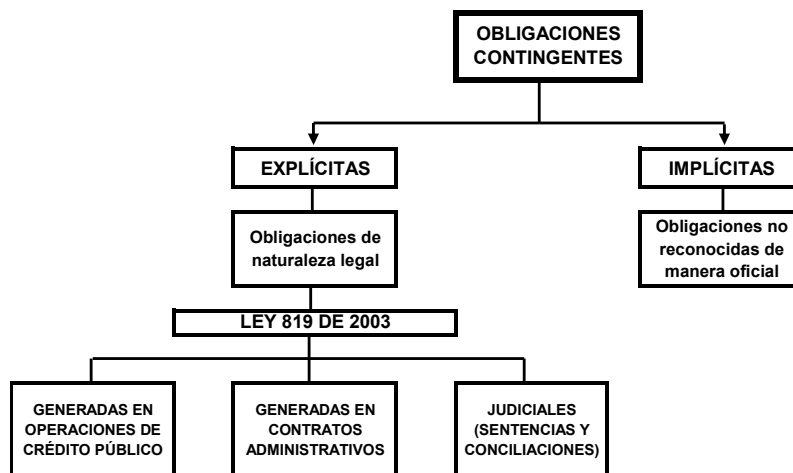 OBLIGACIONES
CONTINGENTES
EXPLÍCITAS
IMPLÍCITAS
Obligaciones de
naturaleza legal
Obligaciones no
reconocidas de
manera oficial
LEY 819 DE 2003
GENERADAS EN
OPERACIONES DE
CRÉDITO PÚBLICO
GENERADAS EN
CONTRATOS
ADMINISTRATIVOS
JUDICIALES
(SENTENCIAS Y
CONCILIACIONES)